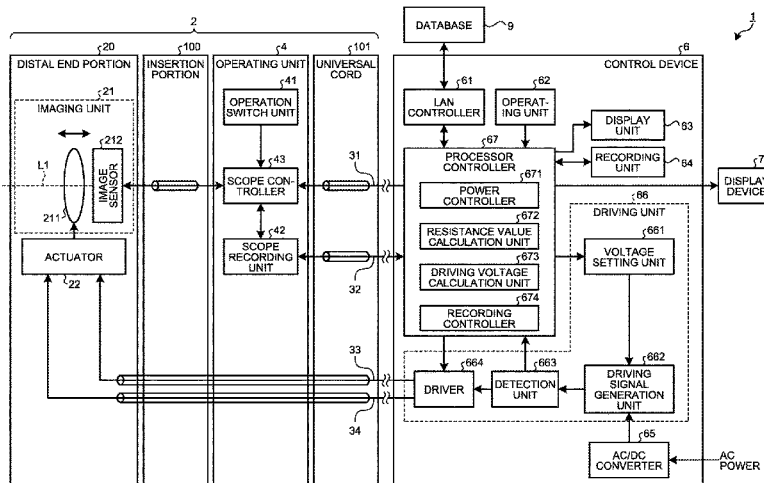 1
2
DATABASE
9
20
100
4
101
6
DISTAL END PORTION
INSERTION
PORTION
OPERATING UNIT
UNIVERSAL
CORD
CONTROL DEVICE
21
IMAGING UNIT
41
OPERATION
SWITCH UNIT
61
LAN
CONTROLLER
62
OPERAT-
ING UNIT
DISPLAY
UNIT
63
212
L1
IMAGE
SENSOR
211
43
SCOPE CON-
TROLLER
31
67
PROCESSOR
CONTROLLER
RECORDING
UNIT
64
671
POWER
CONTROLLER
7
DISPLAY
DEVICE
66
DRIVING UNIT
672
RESISTANCE VALUE
CALCULATION UNIT
42
SCOPE
RECORDING
UNIT
32
673
DRIVING VOLTAGE
CALCULATION UNIT
661
VOLTAGE
SETTING UNIT
ACTUATOR
22
674
RECORDING
CONTROLLER
33
664
DRIVER
663
DETECTION
UNIT
662
DRIVING
SIGNAL
GENERATION
UNIT
34
65
AC/DC
CONVERTER
AC
POWER